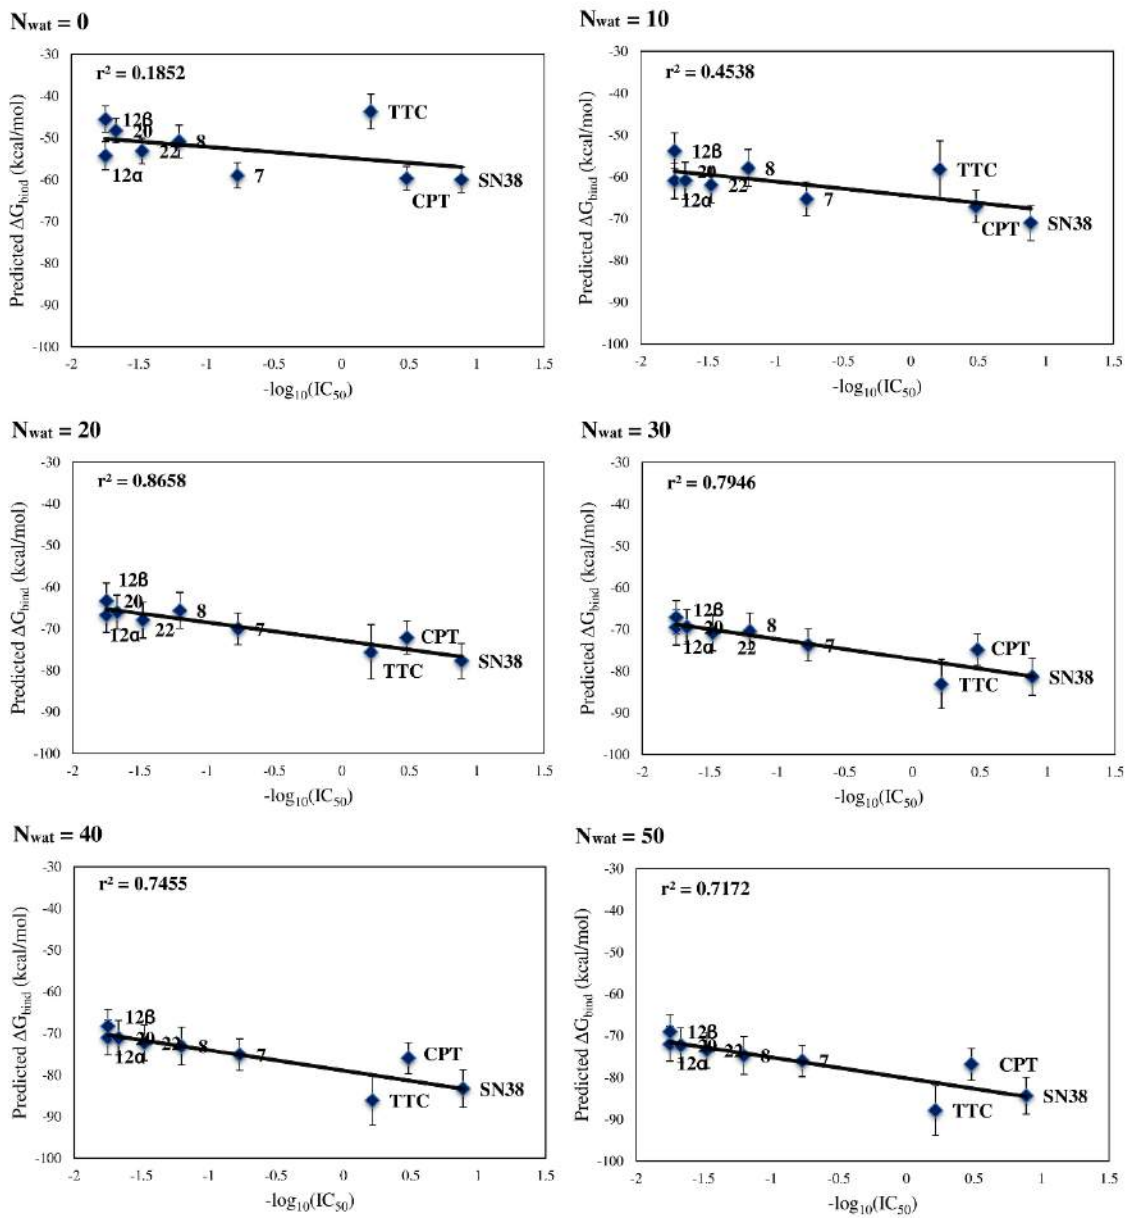 Nwat = 0
r² = 0.1852
Predicted ΔGbind (kcal/mol)
-30
-40
-50
-60
-70
-80
-90
-100
12β
20
22
8
12α
7
TTC
CPT
SN38
-2 -1.5 -1 -0.5 0 0.5 1 1.5
-log10(IC50)
Nwat = 10
r² = 0.4538
Predicted ΔGbind (kcal/mol)
-30
-40
-50
-60
-70
-80
-90
-100
12β
20
22
8
12α
7
TTC
CPT
SN38
-2 -1.5 -1 -0.5 0 0.5 1 1.5
-log10(IC50)
Nwat = 20
r² = 0.8658
Predicted ΔGbind (kcal/mol)
-30
-40
-50
-60
-70
-80
-90
-100
12β
20
12α
22
8
7
CPT
TTC
SN38
-2 -1.5 -1 -0.5 0 0.5 1 1.5
-log10(IC50)
Nwat = 30
r² = 0.7946
Predicted ΔGbind (kcal/mol)
-30
-40
-50
-60
-70
-80
-90
-100
12β
20
12α
22
8
7
CPT
TTC
SN38
-2 -1.5 -1 -0.5 0 0.5 1 1.5
-log10(IC50)
Nwat = 40
r² = 0.7455
Predicted ΔGbind (kcal/mol)
-30
-40
-50
-60
-70
-80
-90
-100
12β
20
12α
22
8
7
CPT
TTC
SN38
-2 -1.5 -1 -0.5 0 0.5 1 1.5
-log10(IC50)
Nwat = 50
r² = 0.7172
Predicted ΔGbind (kcal/mol)
-30
-40
-50
-60
-70
-80
-90
-100
12β
20
12α
22
8
7
CPT
TTC
SN38
-2 -1.5 -1 -0.5 0 0.5 1 1.5
-log10(IC50)